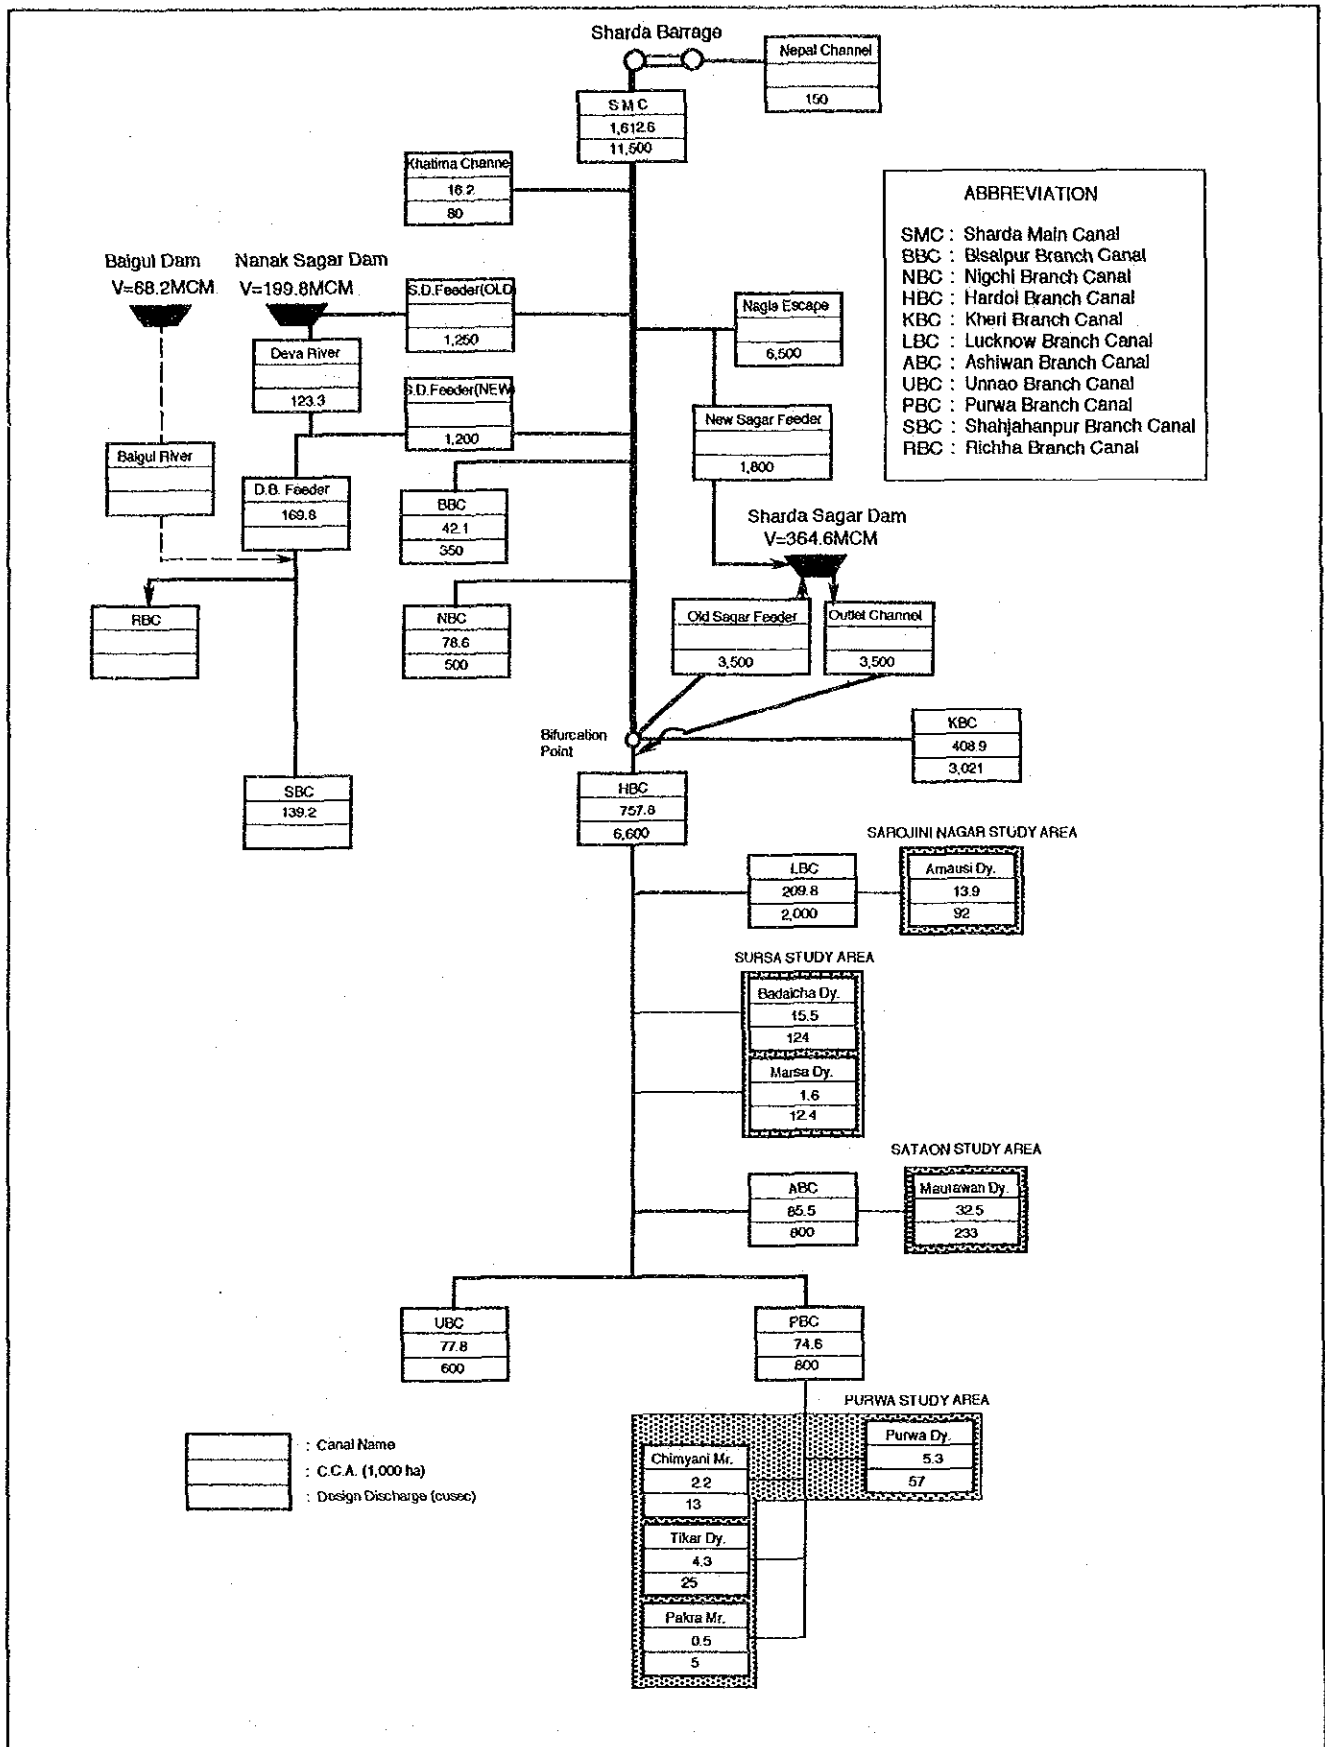 Sharda Barrage
Nepal Channel
150
SMC
1,612.6
11,500
Khatima Channe
16.2
80
ABBREVIATION
SMC : Sharda Main Canal
BBC : Bisalpur Branch Canal
NBC : Nigchi Branch Canal
HBC : Hardoi Branch Canal
KBC : Kheri Branch Canal
LBC : Lucknow Branch Canal
ABC : Ashiwan Branch Canal
UBC : Unnao Branch Canal
PBC : Purwa Branch Canal
SBC : Shahjahanpur Branch Canal
RBC : Richha Branch Canal
Baigul Dam
V=68.2MCM
Nanak Sagar Dam
V=199.8MCM
S.D.Feeder(OLD)
1,250
Nagla Escape
6,500
Deva River
123.3
S.D.Feeder(NEW)
1,200
New Sagar Feeder
1,800
Baigul River
D.B. Feeder
169.8
BBC
42.1
350
Sharda Sagar Dam
V=364.6MCM
RBC
NBC
78.6
500
Old Sagar Feeder
3,500
Outlet Channel
3,500
Bifurcation
Point
KBC
408.9
3,021
SBC
139.2
HBC
757.8
6,600
SAROJINI NAGAR STUDY AREA
LBC
209.8
2,000
Amausi Dy.
13.9
92
SURSA STUDY AREA
Badaicha Dy.
15.5
124
Marsa Dy.
1.6
12.4
SATAON STUDY AREA
ABC
85.5
800
Maurawan Dy.
32.5
233
UBC
77.8
600
PBC
74.6
800
PURWA STUDY AREA
Purwa Dy.
5.3
57
Chimyani Mr.
2.2
13
Tikar Dy.
4.3
25
Pakra Mr.
0.5
5
: Canal Name
: C.C.A. (1,000 ha)
: Design Discharge (cusec)